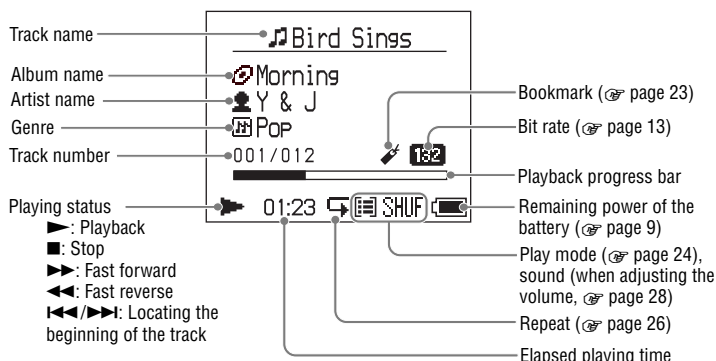 Track name
♫Bird Sings
Album name
Morning
Artist name
Y & J
Genre
POP
Track number
001/012
132
Bookmark (☞ page 23)
Bit rate (☞ page 13)
Playback progress bar
Playing status
►: Playback
■: Stop
►►: Fast forward
◄◄: Fast reverse
I◄◄/►►I: Locating the
beginning of the track
01:23
SHUF
Remaining power of the
battery (☞ page 9)
Play mode (☞ page 24),
sound (when adjusting the
volume, ☞ page 28)
Repeat (☞ page 26)
Elapsed playing time